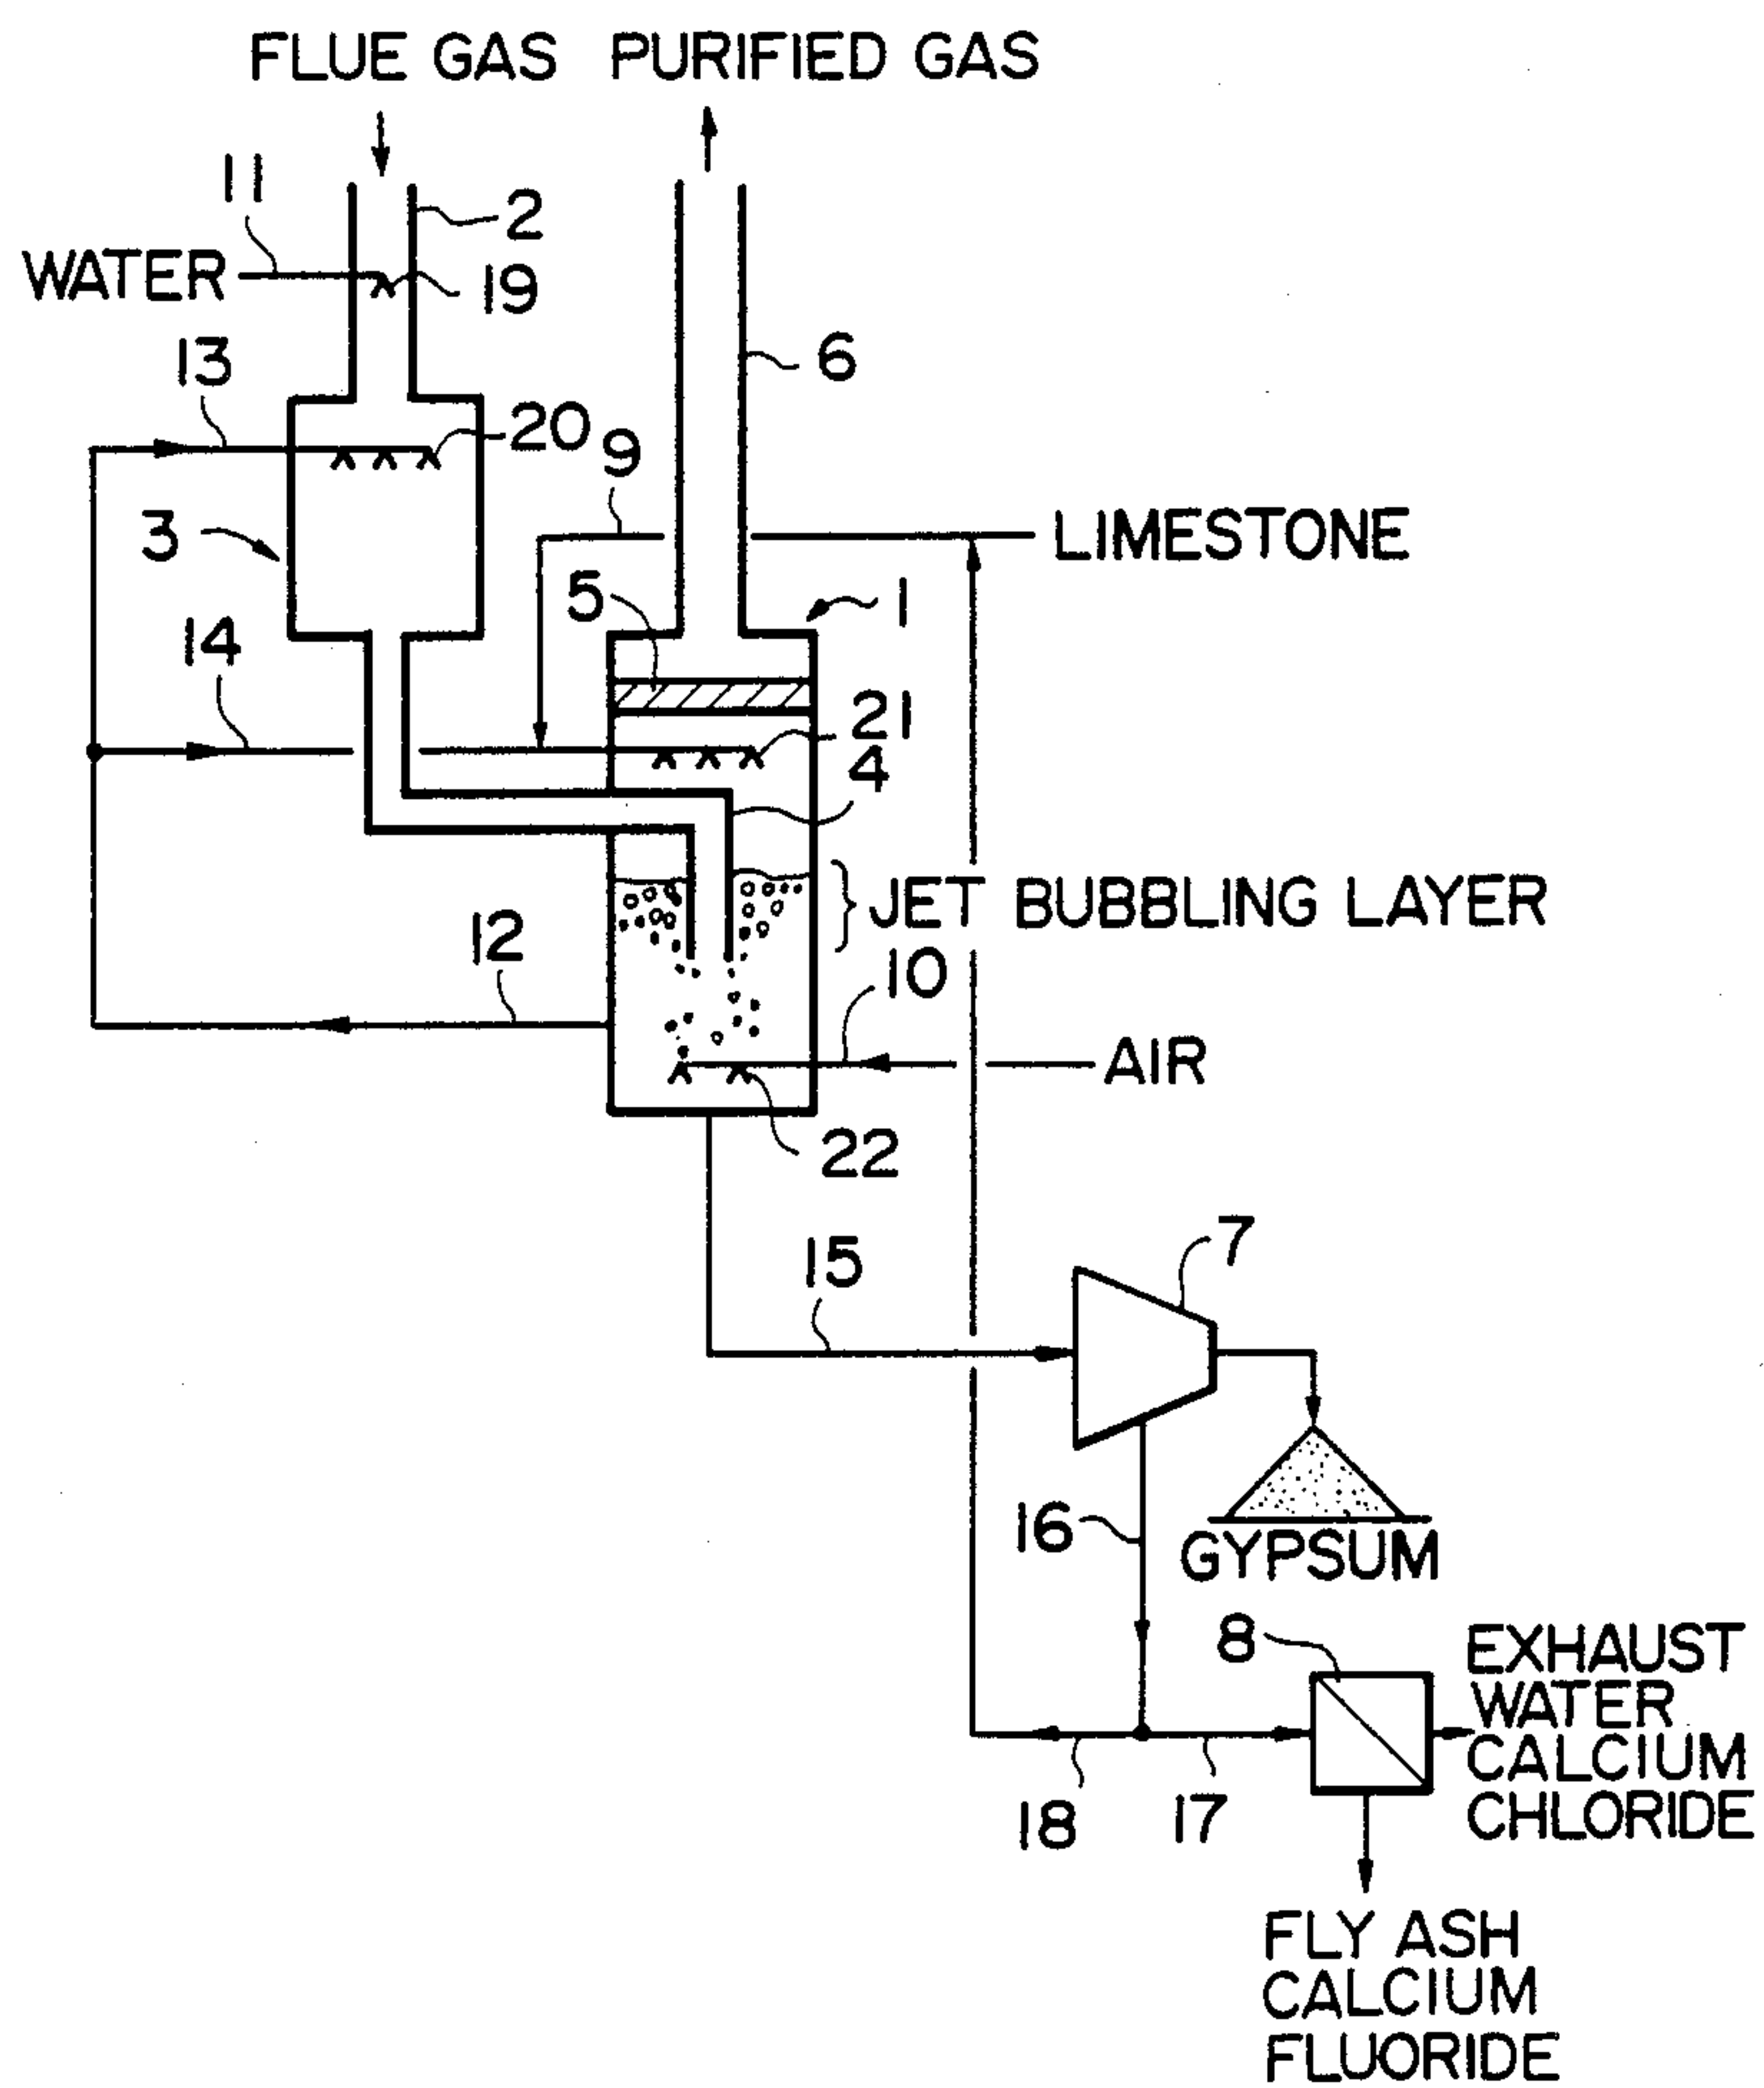 FLUE GAS PURIFIED GAS
11
2
WATER
19
13
6
20
9
3
LIMESTONE
5
1
14
21
4
JET BUBBLING LAYER
12
10
AIR
22
7
15
16
GYPSUM
8
EXHAUST
WATER
CALCIUM
CHLORIDE
18
17
FLY ASH
CALCIUM
FLUORIDE